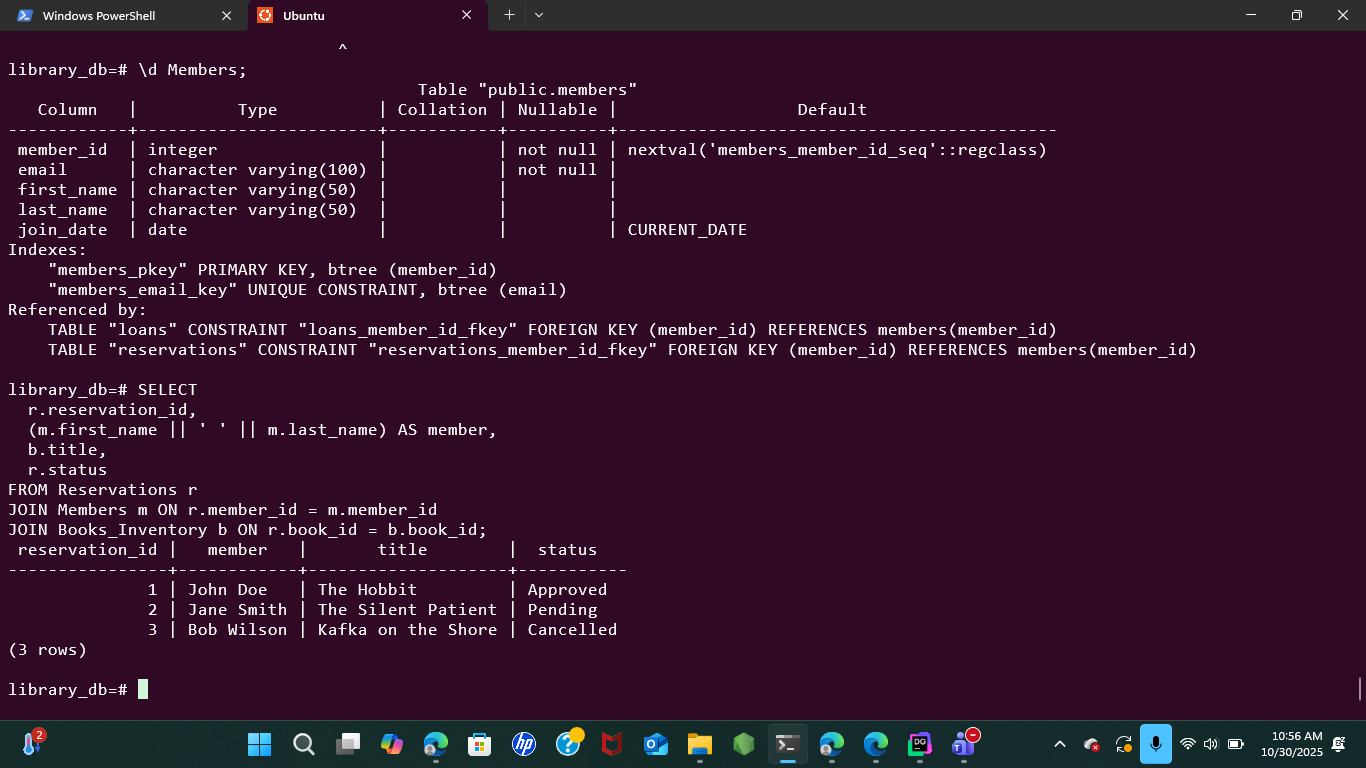 Windows PowerShell
Ubuntu
^
library_db=# \d Members;
Table "public.members"
Column | Type | Collation | Nullable | Default
------------+---------------------------+-----------+----------+--------------------------------------------
member_id | integer | | not null | nextval('members_member_id_seq'::regclass)
email | character varying(100) | | not null |
first_name | character varying(50) | | |
last_name | character varying(50) | | |
join_date | date | | | CURRENT_DATE
Indexes:
"members_pkey" PRIMARY KEY, btree (member_id)
"members_email_key" UNIQUE CONSTRAINT, btree (email)
Referenced by:
TABLE "loans" CONSTRAINT "loans_member_id_fkey" FOREIGN KEY (member_id) REFERENCES members(member_id)
TABLE "reservations" CONSTRAINT "reservations_member_id_fkey" FOREIGN KEY (member_id) REFERENCES members(member_id)
library_db=# SELECT
r.reservation_id,
(m.first_name || ' ' || m.last_name) AS member,
b.title,
r.status
FROM Reservations r
JOIN Members m ON r.member_id = m.member_id
JOIN Books_Inventory b ON r.book_id = b.book_id;
reservation_id | member | title | status
----------------+------------+--------------------+-----------
1 | John Doe | The Hobbit | Approved
2 | Jane Smith | The Silent Patient | Pending
3 | Bob Wilson | Kafka on the Shore | Cancelled
(3 rows)
library_db=#
2
hp
DG
10:56 AM
10/30/2025